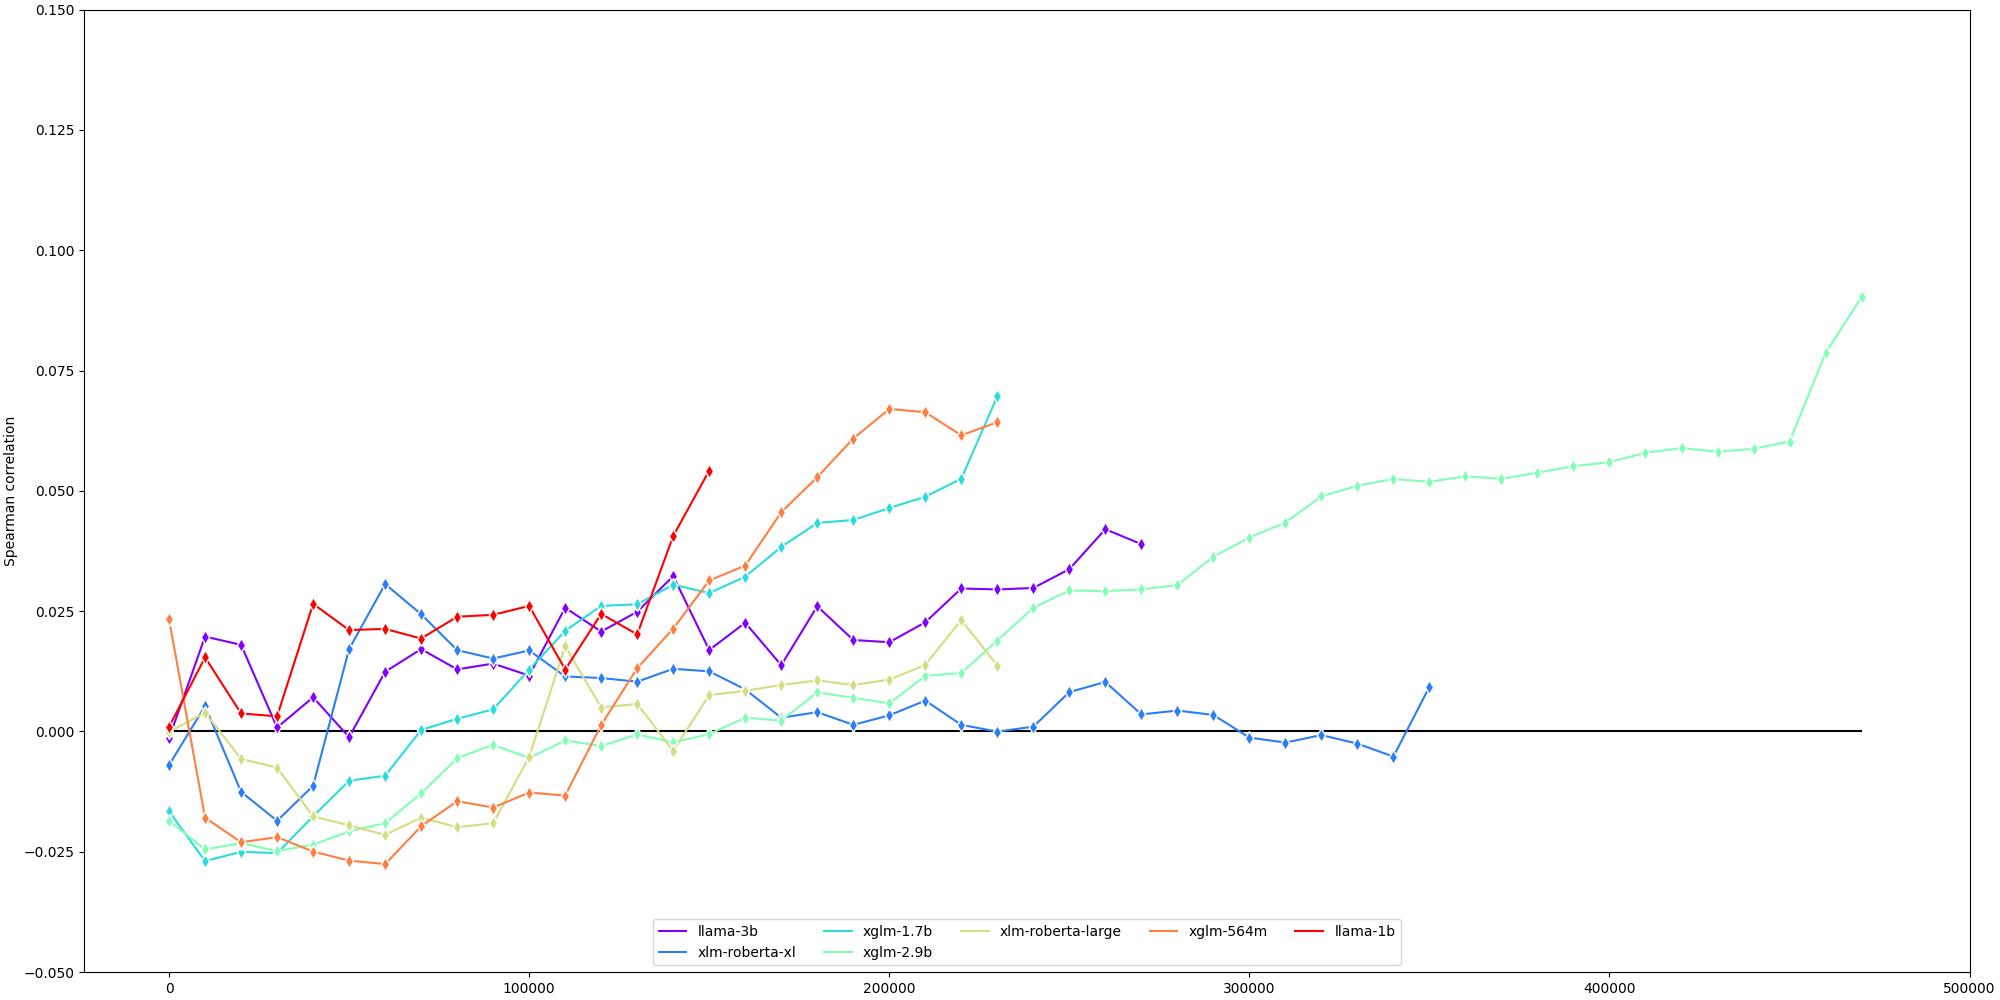 0.150
0.125
0.100
0.075
0.050
0.025
0.000
−0.025
−0.050
Spearman correlation
0 100000 200000 300000 400000 500000
llama-3b xglm-1.7b xlm-roberta-large xglm-564m llama-1b
xlm-roberta-xl xglm-2.9b